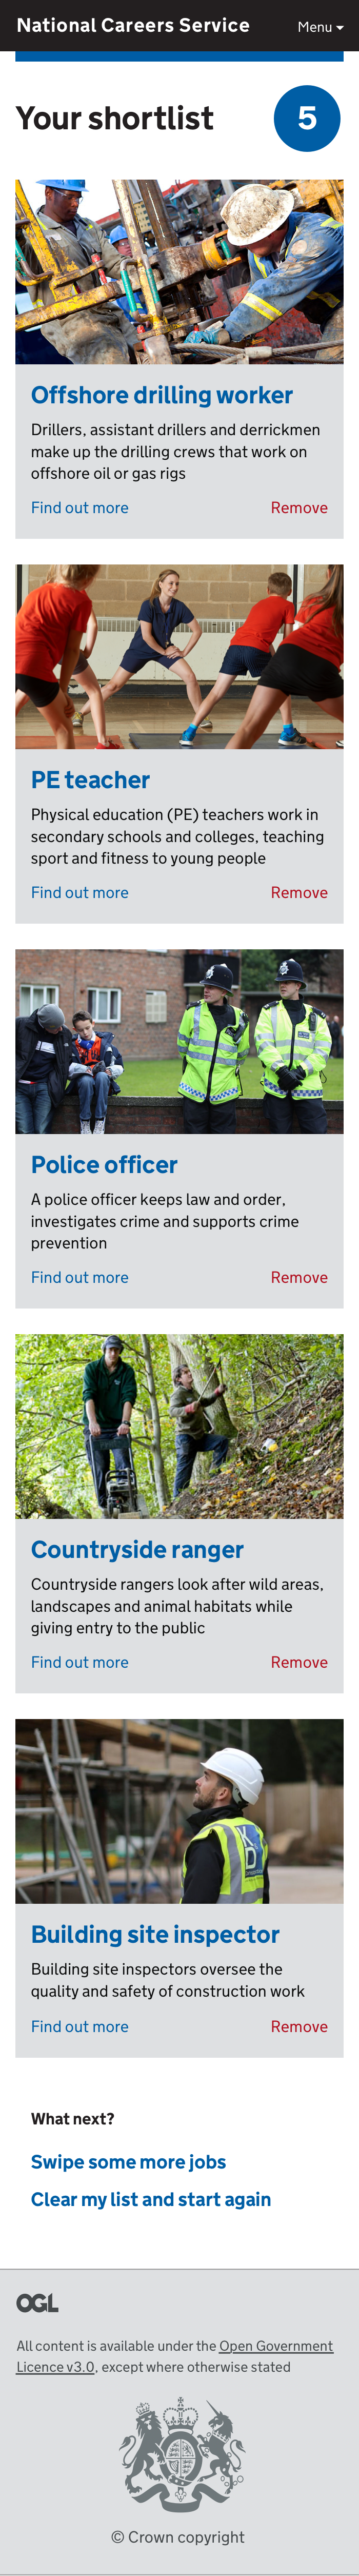 National Careers Service
Menu
Your shortlist
5
Offshore drilling worker
Drillers, assistant drillers and derrickmen
make up the drilling crews that work on
offshore oil or gas rigs
Find out more
Remove
PE teacher
Physical education (PE) teachers work in
secondary schools and colleges, teaching
sport and fitness to young people
Find out more
Remove
Police officer
A police officer keeps law and order,
investigates crime and supports crime
prevention
Find out more
Remove
Countryside ranger
Countryside rangers look after wild areas,
landscapes and animal habitats while
giving entry to the public
Find out more
Remove
K
D
Building site inspector
Building site inspectors oversee the
quality and safety of construction work
Find out more
Remove
What next?
Swipe some more jobs
Clear my list and start again
OGL
All content is available under the Open Government
Licence v3.0, except where otherwise stated
© Crown copyright